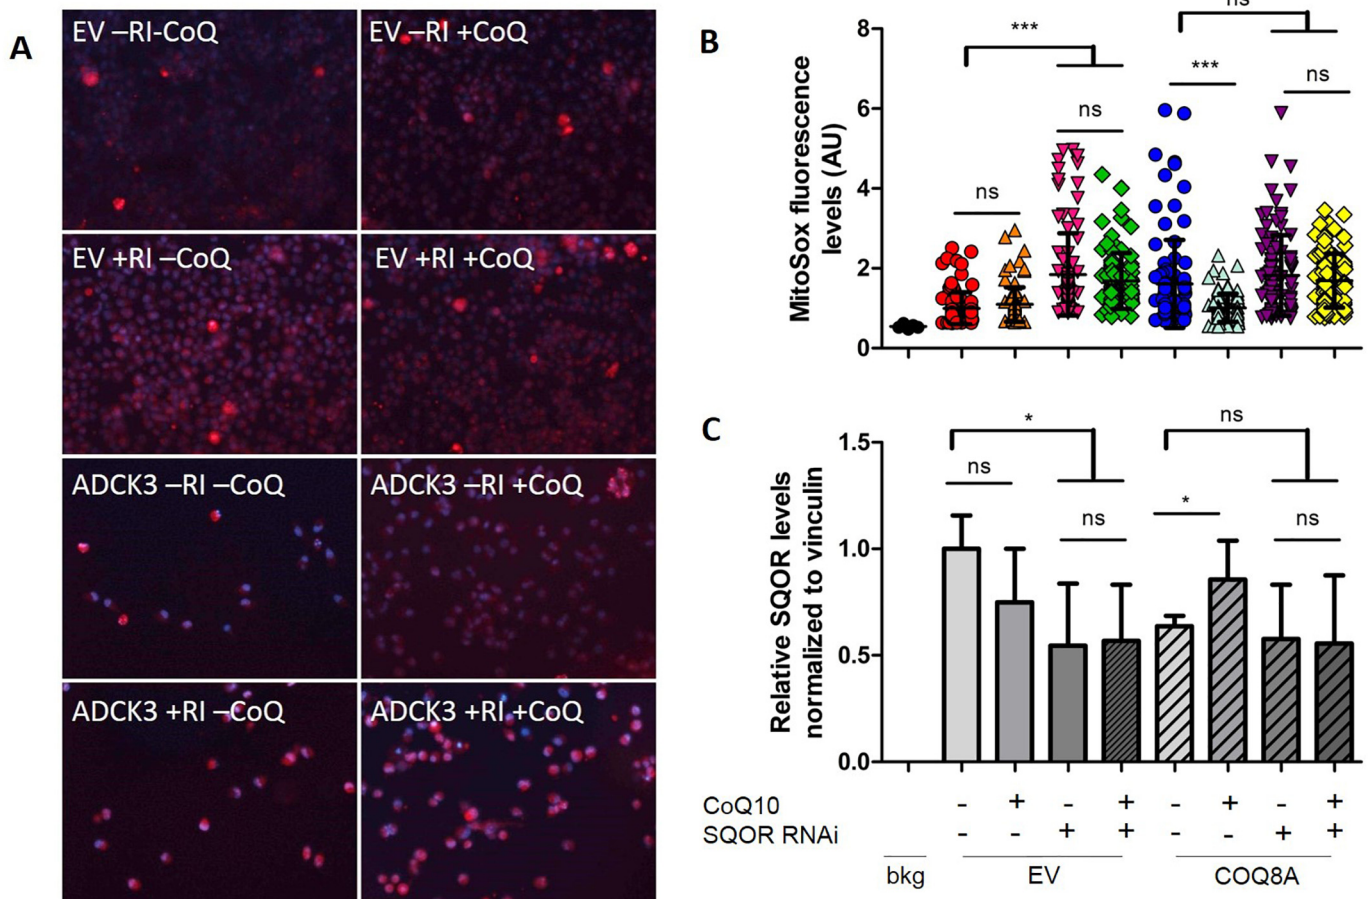 A
EV –RI-CoQ
EV –RI +CoQ
EV +RI –CoQ
EV +RI +CoQ
ADCK3 –RI –CoQ
ADCK3 –RI +CoQ
ADCK3 +RI –CoQ
ADCK3 +RI +CoQ
B
MitoSox fluorescence
levels (AU)
8
6
4
2
0
ns
***
ns
***
ns
ns
ns
C
Relative SQOR levels
normalized to vinculin
1.5
1.0
0.5
0.0
*
ns
ns
ns
*
ns
CoQ10 - + - + - + - +
SQOR RNAi - - + + - - + +
bkg EV COQ8A